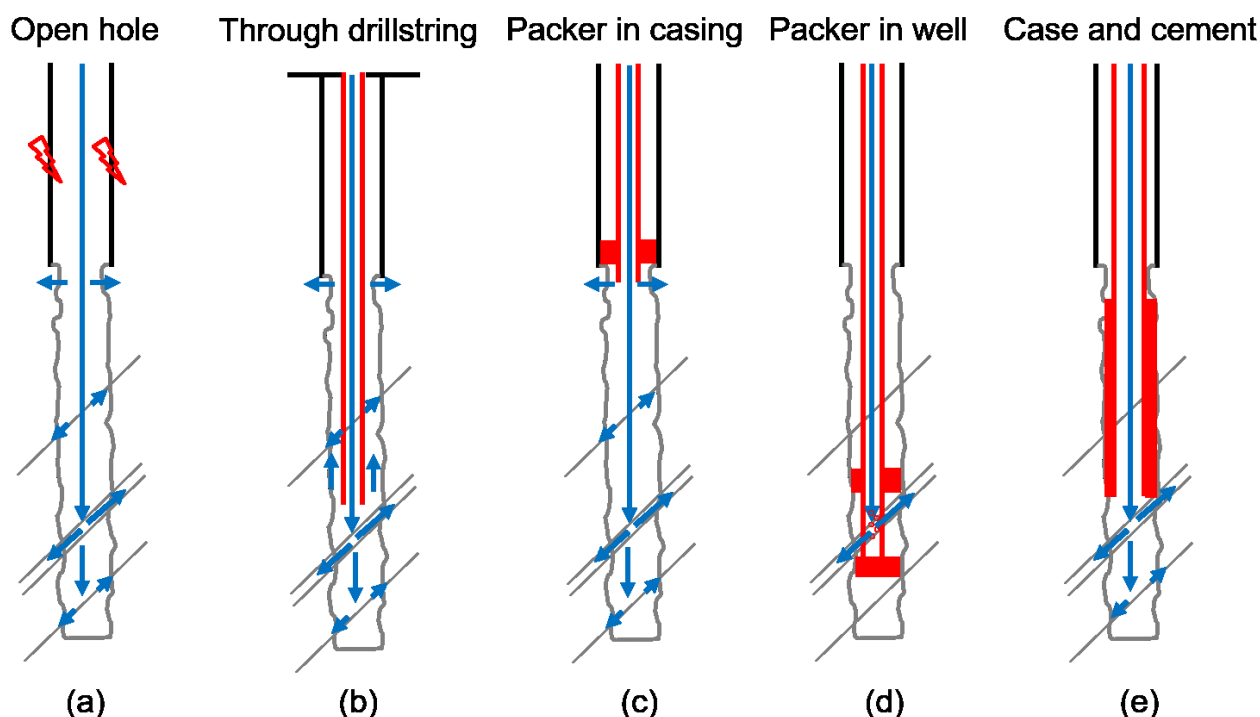 Open hole
Through drillstring
Packer in casing
Packer in well
Case and cement
(a)
(b)
(c)
(d)
(e)